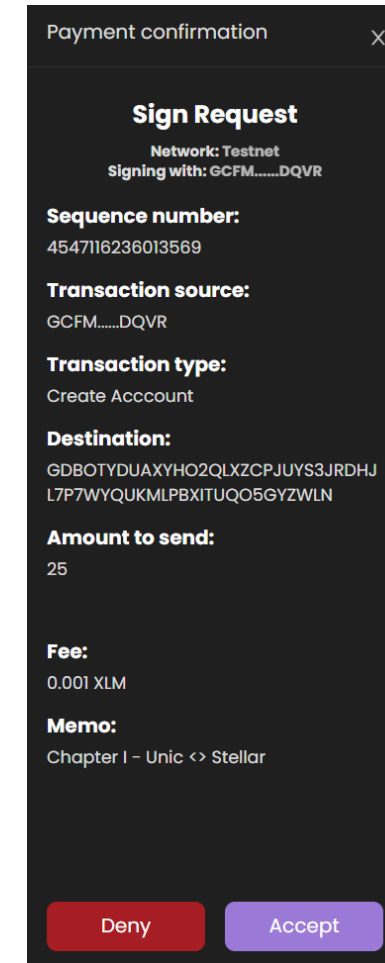 Payment confirmation X
Sign Request
Network: Testnet
Signing with: GCFM......DQVR
Sequence number:
4547116236013569
Transaction source:
GCFM......DQVR
Transaction type:
Create Acccount
Destination:
GDBOTYDUAXYHO2QLXZCPJUYS3JRDHJ
L7P7WYQUKMLPBXITUQO5GYZWLN
Amount to send:
25
Fee:
0.001 XLM
Memo:
Chapter I - Unic <> Stellar
Deny Accept